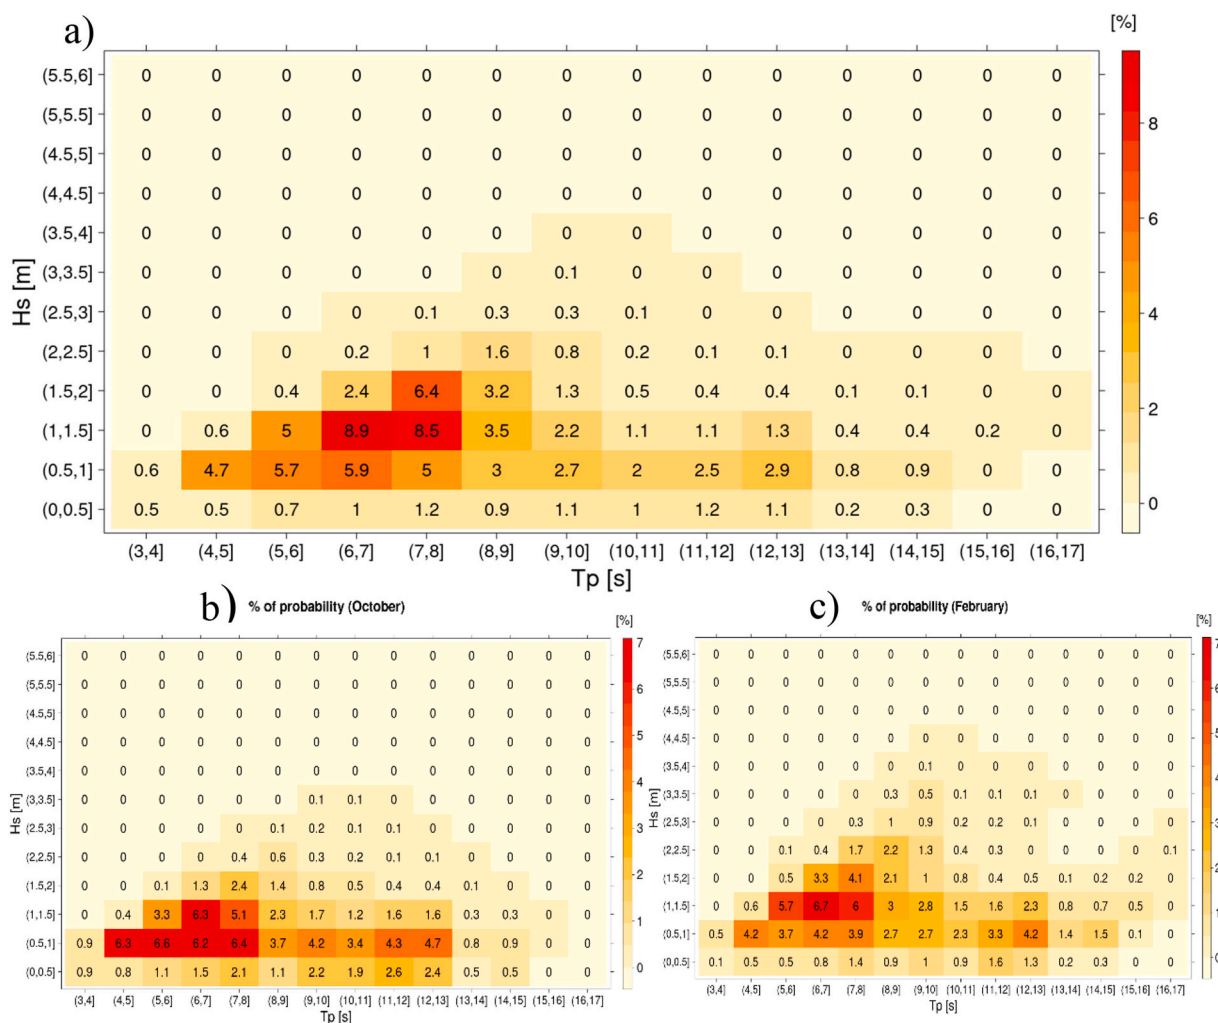 a)
[%]
(5.5,6] 0 0 0 0 0 0 0 0 0 0 0 0 0 0
(5,5.5] 0 0 0 0 0 0 0 0 0 0 0 0 0 0
(4.5,5] 0 0 0 0 0 0 0 0 0 0 0 0 0 0
(4,4.5] 0 0 0 0 0 0 0 0 0 0 0 0 0 0
(3.5,4] 0 0 0 0 0 0 0 0 0 0 0 0 0 0
(3,3.5] 0 0 0 0 0 0.1 0 0 0 0 0 0 0
(2.5,3] 0 0 0 0 0.1 0.3 0.3 0.1 0 0 0 0 0 0
(2,2.5] 0 0 0 0.2 1 1.6 0.8 0.2 0.1 0.1 0 0 0 0
(1.5,2] 0 0 0.4 2.4 6.4 3.2 1.3 0.5 0.4 0.4 0.1 0.1 0 0
(1,1.5] 0 0.6 5 8.9 8.5 3.5 2.2 1.1 1.1 1.3 0.4 0.4 0.2 0
(0.5,1] 0.6 4.7 5.7 5.9 5 3 2.7 2 2.5 2.9 0.8 0.9 0 0
(0,0.5] 0.5 0.5 0.7 1 1.2 0.9 1.1 1 1.2 1.1 0.2 0.3 0 0
Hs [m]
(3,4] (4,5] (5,6] (6,7] (7,8] (8,9] (9,10] (10,11] (11,12] (12,13] (13,14] (14,15] (15,16] (16,17]
Tp [s]
8
6
4
2
0
b)
% of probability (October)
[%]
(5.5,6] 0 0 0 0 0 0 0 0 0 0 0 0 0 0
(5,5.5] 0 0 0 0 0 0 0 0 0 0 0 0 0 0
(4.5,5] 0 0 0 0 0 0 0 0 0 0 0 0 0 0
(4,4.5] 0 0 0 0 0 0 0 0 0 0 0 0 0 0
(3.5,4] 0 0 0 0 0 0 0 0 0 0 0 0 0 0
(3,3.5] 0 0 0 0 0 0 0.1 0.1 0 0 0 0 0 0
(2.5,3] 0 0 0 0 0 0.1 0.2 0.1 0.1 0 0 0 0 0
(2,2.5] 0 0 0 0 0.4 0.6 0.3 0.2 0.1 0.1 0 0 0 0
(1.5,2] 0 0 0.1 1.3 2.4 1.4 0.8 0.5 0.4 0.4 0.1 0 0 0
(1,1.5] 0 0.4 3.3 6.3 5.1 2.3 1.7 1.2 1.6 1.6 0.3 0.3 0 0
(0.5,1] 0.9 6.3 6.6 6.2 6.4 3.7 4.2 3.4 4.3 4.7 0.8 0.9 0 0
(0,0.5] 0.9 0.8 1.1 1.5 2.1 1.1 2.2 1.9 2.6 2.4 0.5 0.5 0 0
Hs [m]
(3,4] (4,5] (5,6] (6,7] (7,8] (8,9] (9,10] (10,11] (11,12] (12,13] (13,14] (14,15] (15,16] (16,17]
Tp [s]
7
6
5
4
3
2
1
0
c)
% of probability (February)
[%]
(5.5,6] 0 0 0 0 0 0 0 0 0 0 0 0 0 0
(5,5.5] 0 0 0 0 0 0 0 0 0 0 0 0 0 0
(4.5,5] 0 0 0 0 0 0 0 0 0 0 0 0 0 0
(4,4.5] 0 0 0 0 0 0 0 0 0 0 0 0 0 0
(3.5,4] 0 0 0 0 0 0 0.1 0 0 0 0 0 0 0
(3,3.5] 0 0 0 0 0 0.3 0.5 0.1 0.1 0.1 0 0 0 0
(2.5,3] 0 0 0 0 0.3 1 0.9 0.2 0.2 0.1 0 0 0 0
(2,2.5] 0 0 0.1 0.4 1.7 2.2 1.3 0.4 0.3 0 0 0 0 0.1
(1.5,2] 0 0 0.5 3.3 4.1 2.1 1 0.8 0.4 0.5 0.1 0.2 0.2 0
(1,1.5] 0 0.6 5.7 6.7 6 3 2.8 1.5 1.6 2.3 0.8 0.7 0.5 0
(0.5,1] 0.5 4.2 3.7 4.2 3.9 2.7 2.7 2.3 3.3 4.2 1.4 1.5 0.1 0
(0,0.5] 0.1 0.5 0.5 0.8 1.4 0.9 1 0.9 1.6 1.3 0.2 0.3 0 0
Hs [m]
(3,4] (4,5] (5,6] (6,7] (7,8] (8,9] (9,10] (10,11] (11,12] (12,13] (13,14] (14,15] (15,16] (16,17]
Tp [s]
6
5
4
3
2
1
0